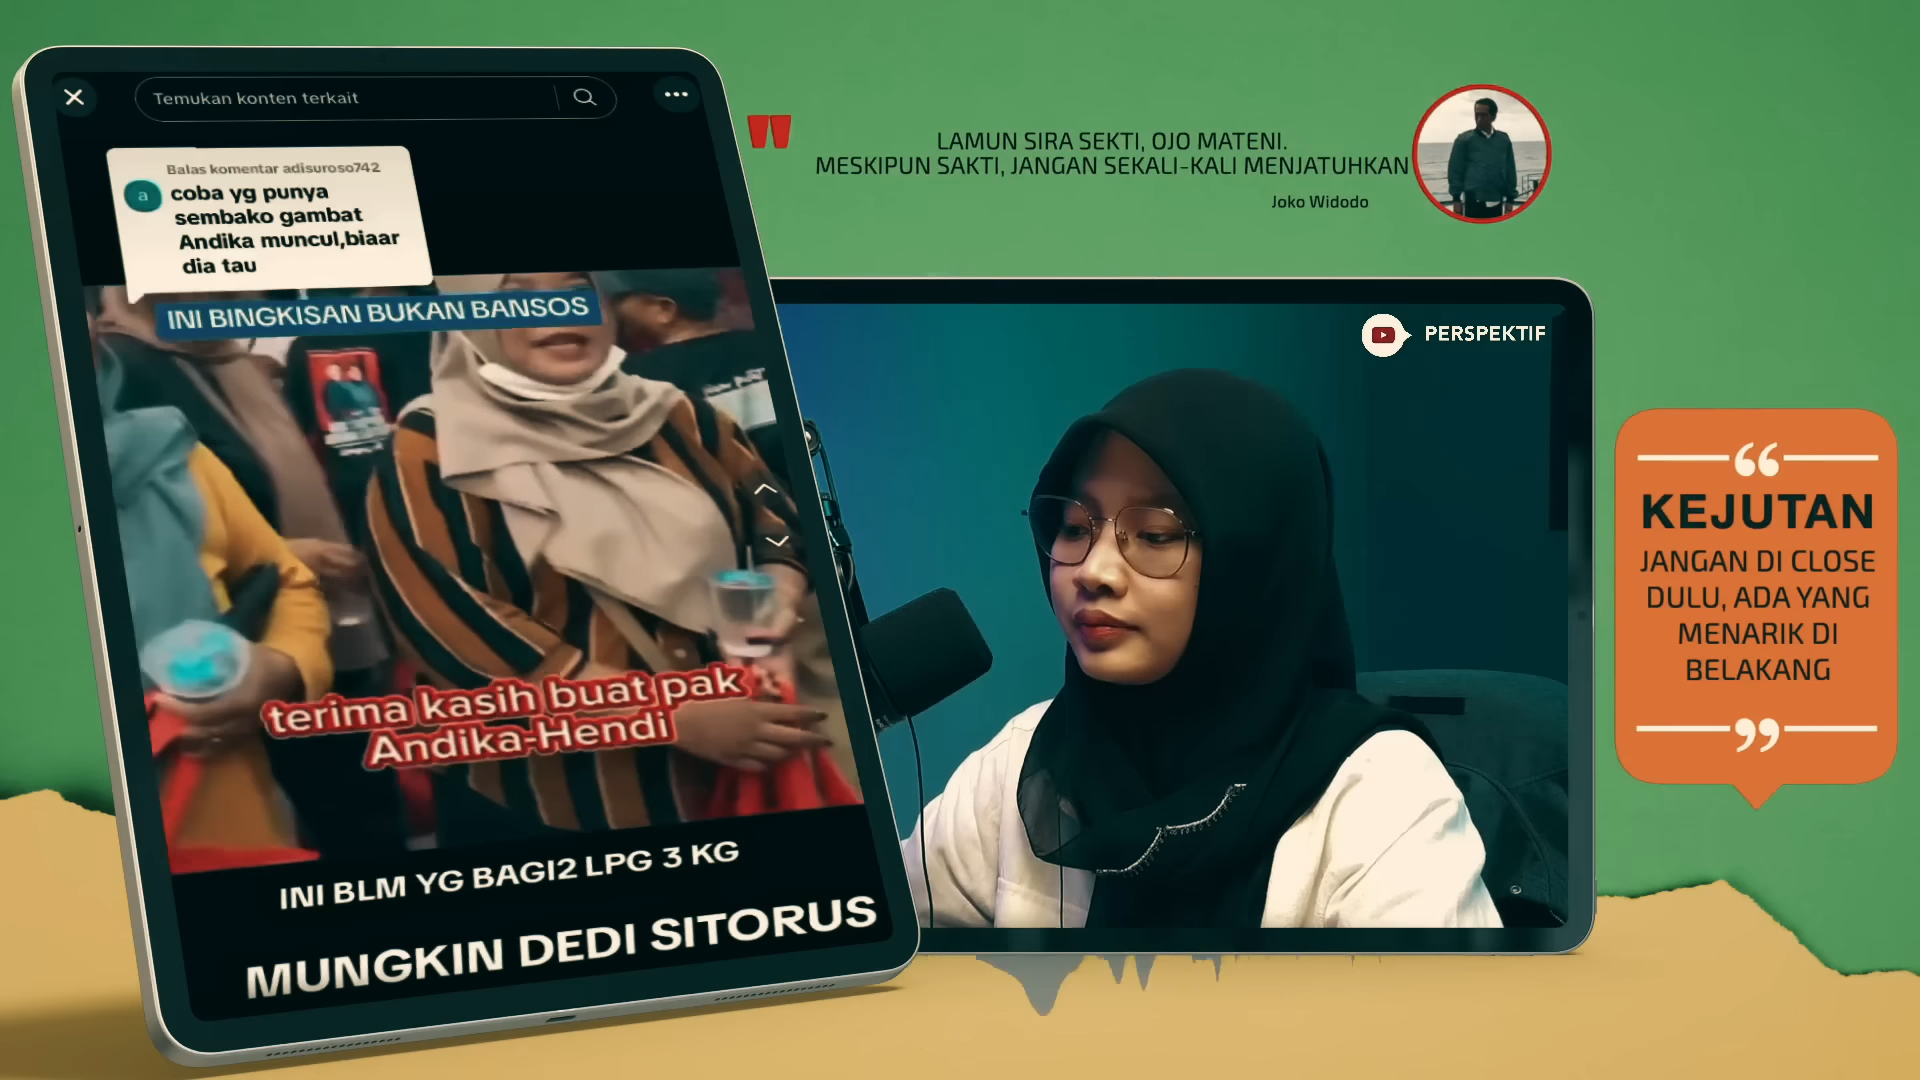 Temukan konten terkait
Balas komentar adisuroso742
a
coba yg punya
sembako gambat
Andika muncul,biaar
dia tau
INI BINGKISAN BUKAN BANSOS
terima kasih buat pak
Andika-Hendi
INI BLM YG BAGI2 LPG 3 KG
MUNGKIN DEDI SITORUS
LAMUN SIRA SEKTI, OJO MATENI.
MESKIPUN SAKTI, JANGAN SEKALI-KALI MENJATUHKAN
Joko Widodo
PERSPEKTIF
KEJUTAN
JANGAN DI CLOSE
DULU, ADA YANG
MENARIK DI
BELAKANG